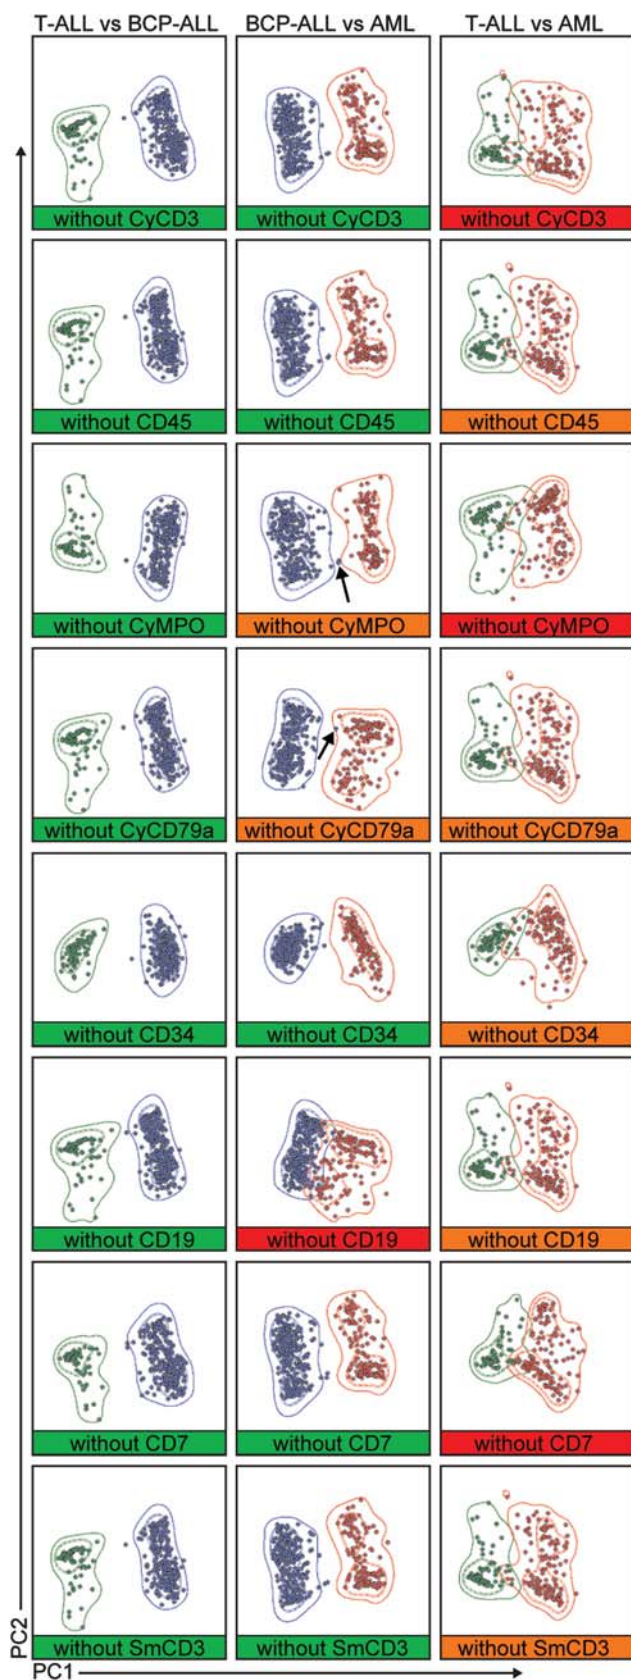 T-ALL vs BCP-ALL BCP-ALL vs AML T-ALL vs AML
without CyCD3 without CyCD3 without CyCD3
without CD45 without CD45 without CD45
without CyMPO without CyMPO without CyMPO
without CyCD79a without CyCD79a without CyCD79a
without CD34 without CD34 without CD34
without CD19 without CD19 without CD19
without CD7 without CD7 without CD7
without SmCD3 without SmCD3 without SmCD3
PC2
PC1